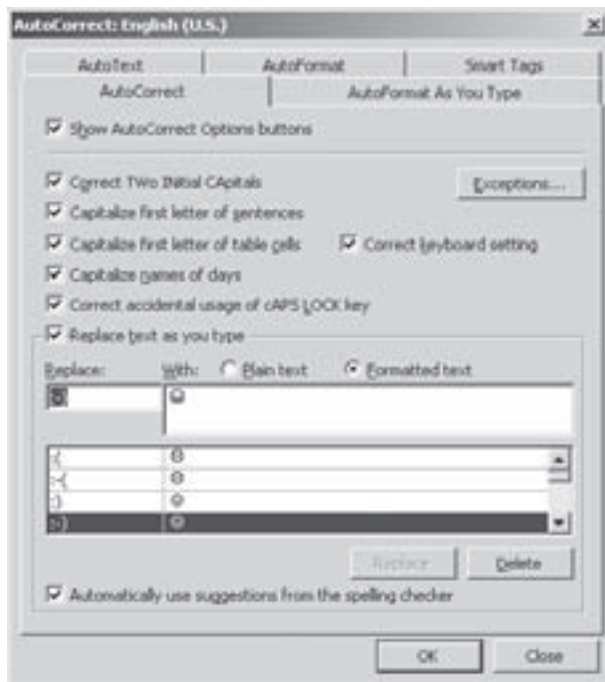 AutoCorrect: English (U.S.)
AutoText AutoFormat Smart Tags
AutoCorrect AutoFormat As You Type
Show AutoCorrect Options buttons
Correct TWo INitial CApitals Exceptions...
Capitalize first letter of sentences
Capitalize first letter of table cells Correct keyboard setting
Capitalize names of days
Correct accidental usage of cAPS LOCK key
Replace text as you type
Replace: With: Plain text Formatted text
:(
:-(
:)
:-)
Replace Delete
Automatically use suggestions from the spelling checker
OK Close